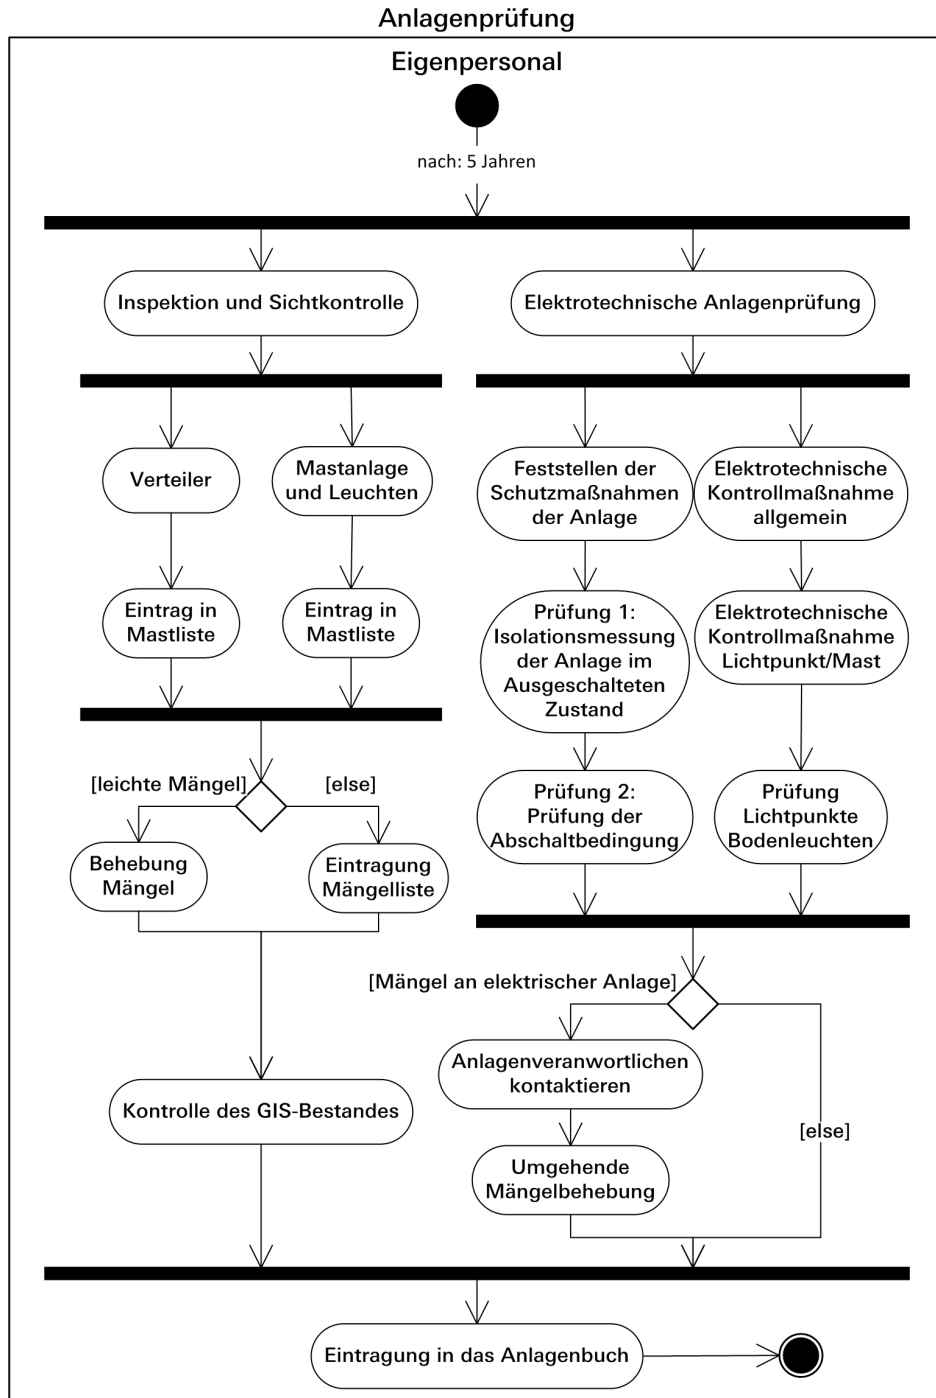 Anlagenprüfung
Eigenpersonal
nach: 5 Jahren
Inspektion und Sichtkontrolle
Elektrotechnische Anlagenprüfung
Verteiler
Mastanlage
und Leuchten
Feststellen der
Schutzmaßnahmen
der Anlage
Elektrotechnische
Kontrollmaßnahme
allgemein
Eintrag in
Mastliste
Eintrag in
Mastliste
Prüfung 1:
Isolationsmessung
der Anlage im
Ausgeschalteten
Zustand
Elektrotechnische
Kontrollmaßnahme
Lichtpunkt/Mast
[leichte Mängel]
[else]
Prüfung 2:
Prüfung der
Abschaltbedingung
Prüfung
Lichtpunkte
Bodenleuchten
Behebung
Mängel
Eintragung
Mängelliste
[Mängel an elektrischer Anlage]
Anlagenveranwortlichen
kontaktieren
Kontrolle des GIS-Bestandes
[else]
Umgehende
Mängelbehebung
Eintragung in das Anlagenbuch